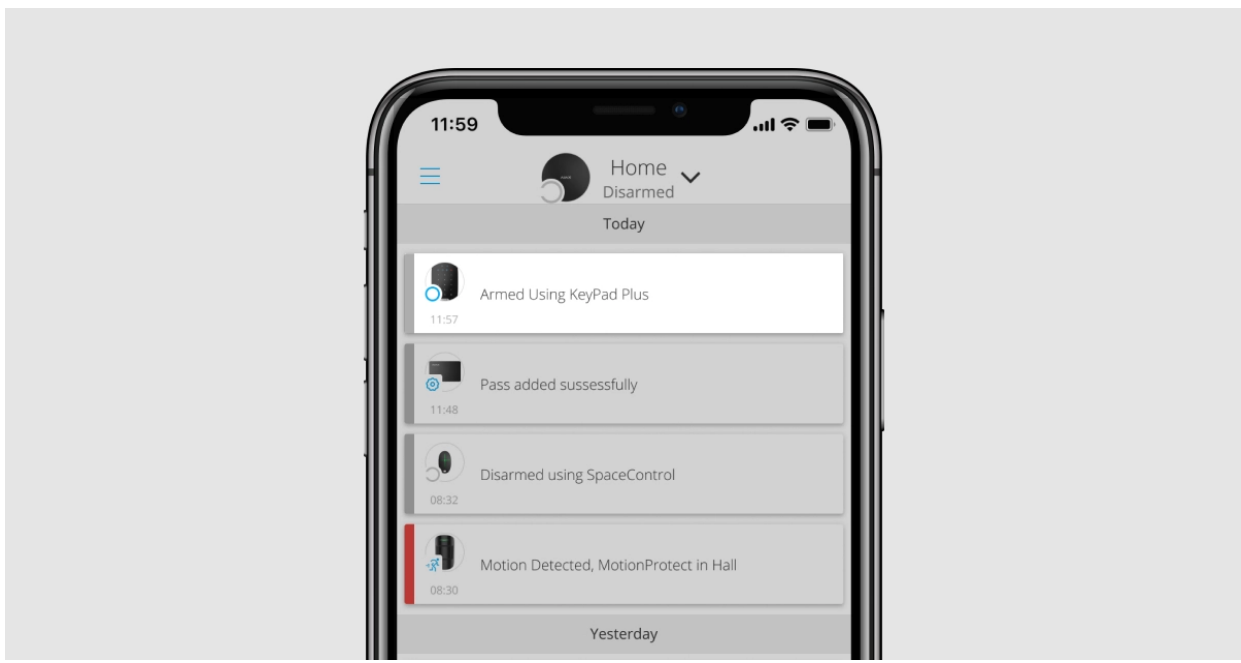 11:59
Home
Disarmed
Today
Armed Using KeyPad Plus
11:57
Pass added sussessfully
11:48
Disarmed using SpaceControl
08:32
Motion Detected, MotionProtect in Hall
08:30
Yesterday